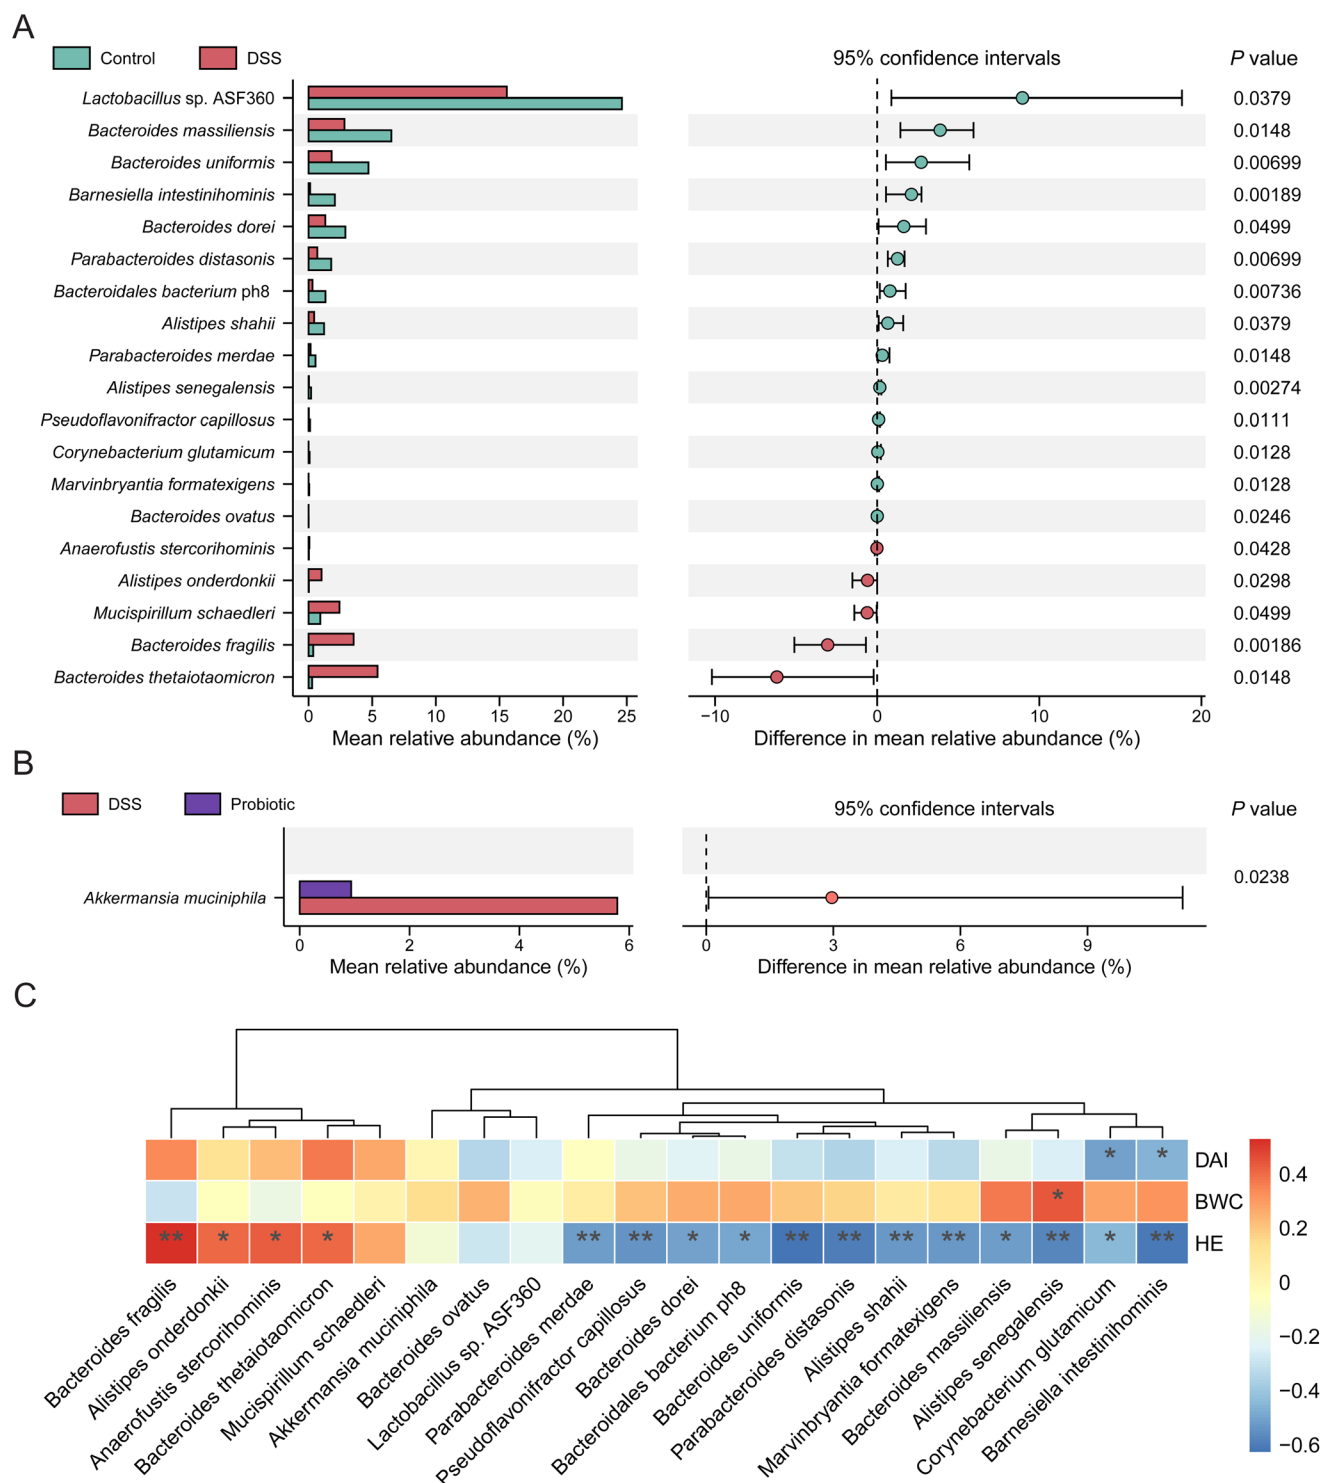 A
Control DSS 95% confidence intervals P value
Lactobacillus sp. ASF360 0.0379
Bacteroides massiliensis 0.0148
Bacteroides uniformis 0.00699
Barnesiella intestinihominis 0.00189
Bacteroides dorei 0.0499
Parabacteroides distasonis 0.00699
Bacteroidales bacterium ph8 0.00736
Alistipes shahii 0.0379
Parabacteroides merdae 0.0148
Alistipes senegalensis 0.00274
Pseudoflavonifractor capillosus 0.0111
Corynebacterium glutamicum 0.0128
Marvinbryantia formatexigens 0.0128
Bacteroides ovatus 0.0246
Anaerofustis stercorihominis 0.0428
Alistipes onderdonkii 0.0298
Mucispirillum schaedleri 0.0499
Bacteroides fragilis 0.00186
Bacteroides thetaiotaomicron 0.0148
0 5 10 15 20 25 −10 0 10 20
Mean relative abundance (%) Difference in mean relative abundance (%)
B
DSS Probiotic 95% confidence intervals P value
Akkermansia muciniphila 0.0238
0 2 4 6 0 3 6 9
Mean relative abundance (%) Difference in mean relative abundance (%)
C
* * DAI
* BWC
** * * * ** ** * * ** ** ** ** * ** * ** HE
0.4
0.2
0
−0.2
−0.4
−0.6
Bacteroides fragilis
Alistipes onderdonkii
Anaerofustis stercorihominis
Bacteroides thetaiotaomicron
Mucispirillum schaedleri
Akkermansia muciniphila
Bacteroides ovatus
Lactobacillus sp. ASF360
Parabacteroides merdae
Pseudoflavonifractor capillosus
Bacteroides dorei
Bacteroidales bacterium ph8
Bacteroides uniformis
Parabacteroides distasonis
Alistipes shahii
Marvinbryantia formatexigens
Bacteroides massiliensis
Alistipes senegalensis
Corynebacterium glutamicum
Barnesiella intestinihominis